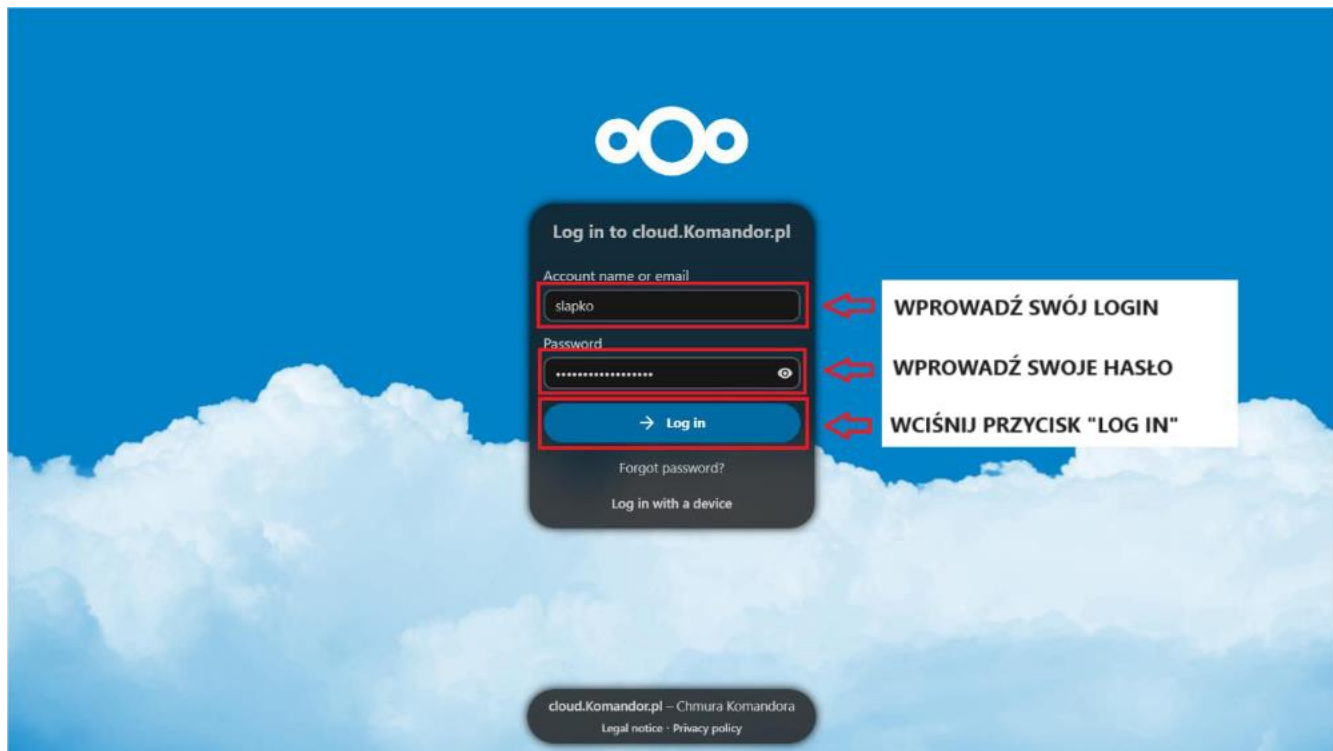 Log in to cloud.Komandor.pl
Account name or email
slapko
WPROWADŹ SWÓJ LOGIN
Password
••••••••••••••••••
WPROWADŹ SWOJE HASŁO
→ Log in
WCIŚNIJ PRZYCISK "LOG IN"
Forgot password?
Log in with a device
cloud.Komandor.pl – Chmura Komandora
Legal notice · Privacy policy